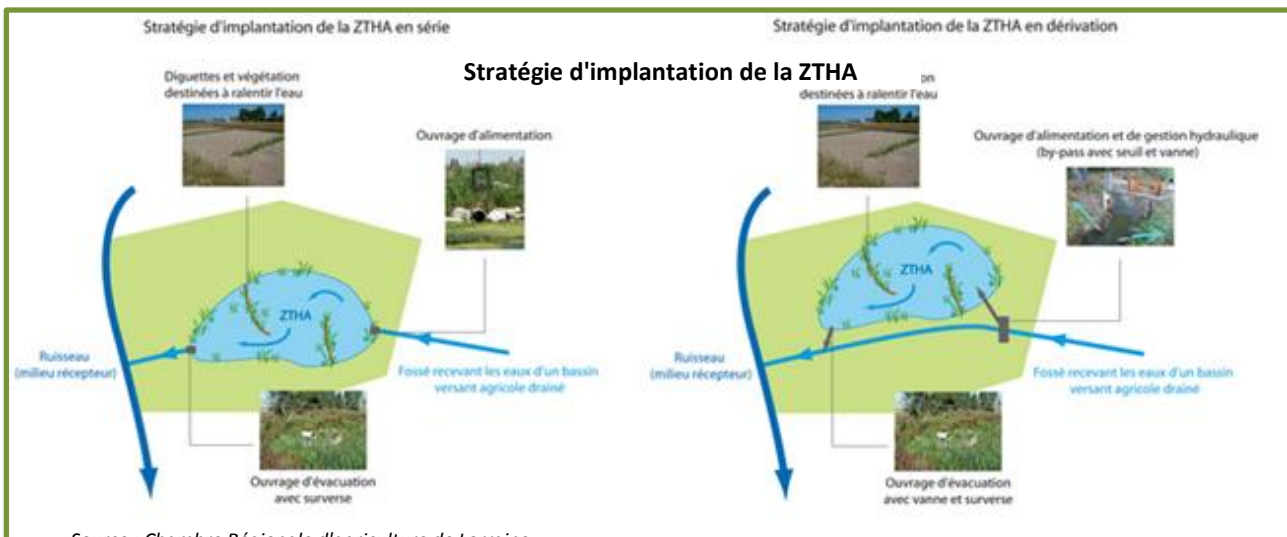 Stratégie d'implantation de la ZTHA en série
Stratégie d'implantation de la ZTHA en dérivation
Stratégie d'implantation de la ZTHA
Diguettes et végétation
destinées à ralentir l'eau
Ouvrage d'alimentation
ZTHA
Ruisseau
(milieu récepteur)
Fossé recevant les eaux d'un bassin
versant agricole drainé
Ouvrage d'évacuation
avec surverse
on
destinées à ralentir l'eau
Ouvrage d'alimentation et de gestion hydraulique
(by-pass avec seuil et vanne)
ZTHA
Ruisseau
(milieu récepteur)
Fossé recevant les eaux d'un bassin
versant agricole drainé
Ouvrage d'évacuation
avec vanne et surverse